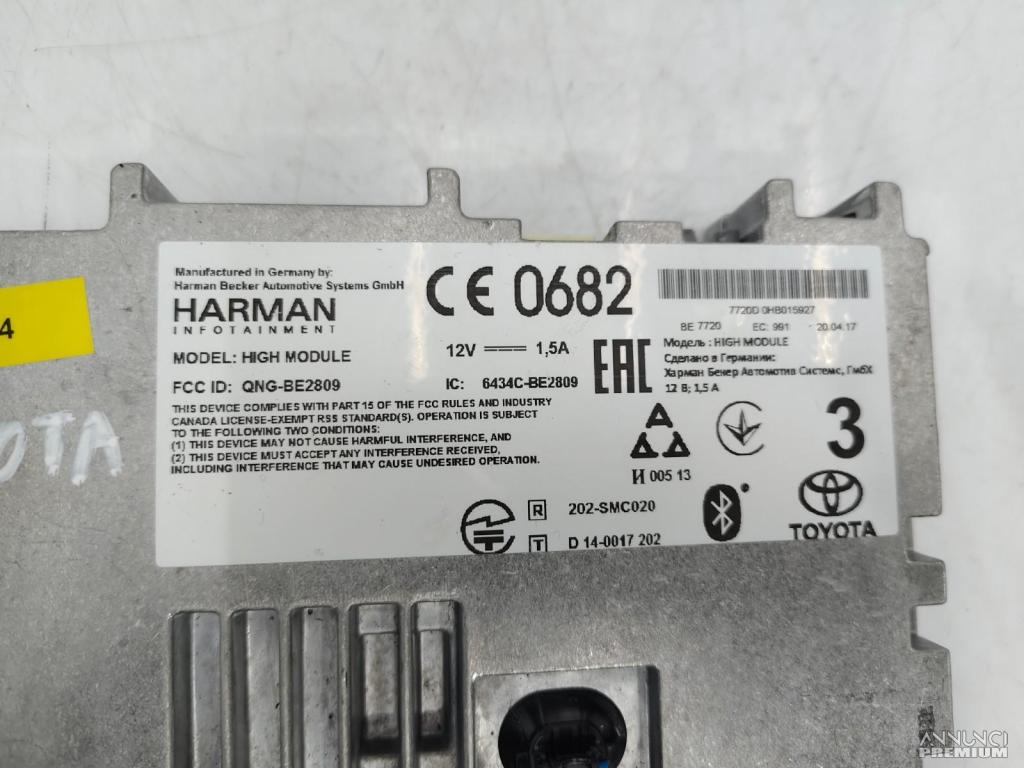 Manufactured in Germany by:
Harman Becker Automotive Systems GmbH
HARMAN
INFOTAINMENT
MODEL: HIGH MODULE
FCC ID: QNG-BE2809
IC: 6434C-BE2809
12V 1,5A
CE 0682
THIS DEVICE COMPLIES WITH PART 15 OF THE FCC RULES AND INDUSTRY
CANADA LICENSE-EXEMPT RSS STANDARD(S). OPERATION IS SUBJECT
TO THE FOLLOWING TWO CONDITIONS:
(1) THIS DEVICE MAY NOT CAUSE HARMFUL INTERFERENCE, AND
(2) THIS DEVICE MUST ACCEPT ANY INTERFERENCE RECEIVED,
INCLUDING INTERFERENCE THAT MAY CAUSE UNDESIRED OPERATION.
7720D 0HB015927
BE 7720 EC: 991 20.04.17
EAC
Модель : HIGH MODULE
Сделано в Германии:
Харман Бекер Аутомотив Системс, ГмбХ
12 В; 1,5 А
И 005 13
3
R 202-SMC020
T D 14-0017 202
TOYOTA
4
OTA
ANNUNCI
PREMIUM